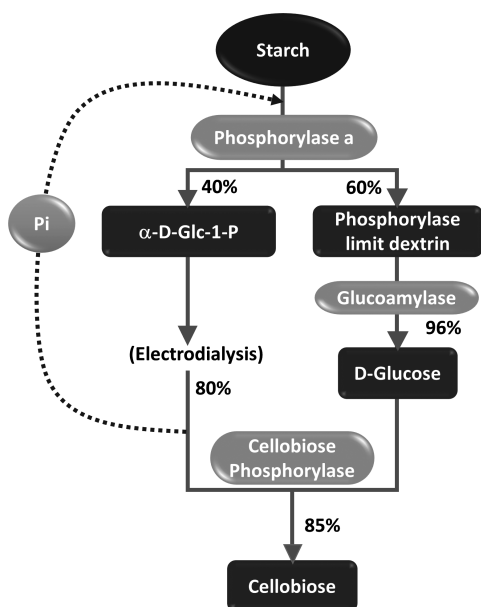 Starch
Phosphorylase a
40%
60%
Pi
α-D-Glc-1-P
Phosphorylase
limit dextrin
Glucoamylase
96%
(Electrodialysis)
80%
D-Glucose
Cellobiose
Phosphorylase
85%
Cellobiose